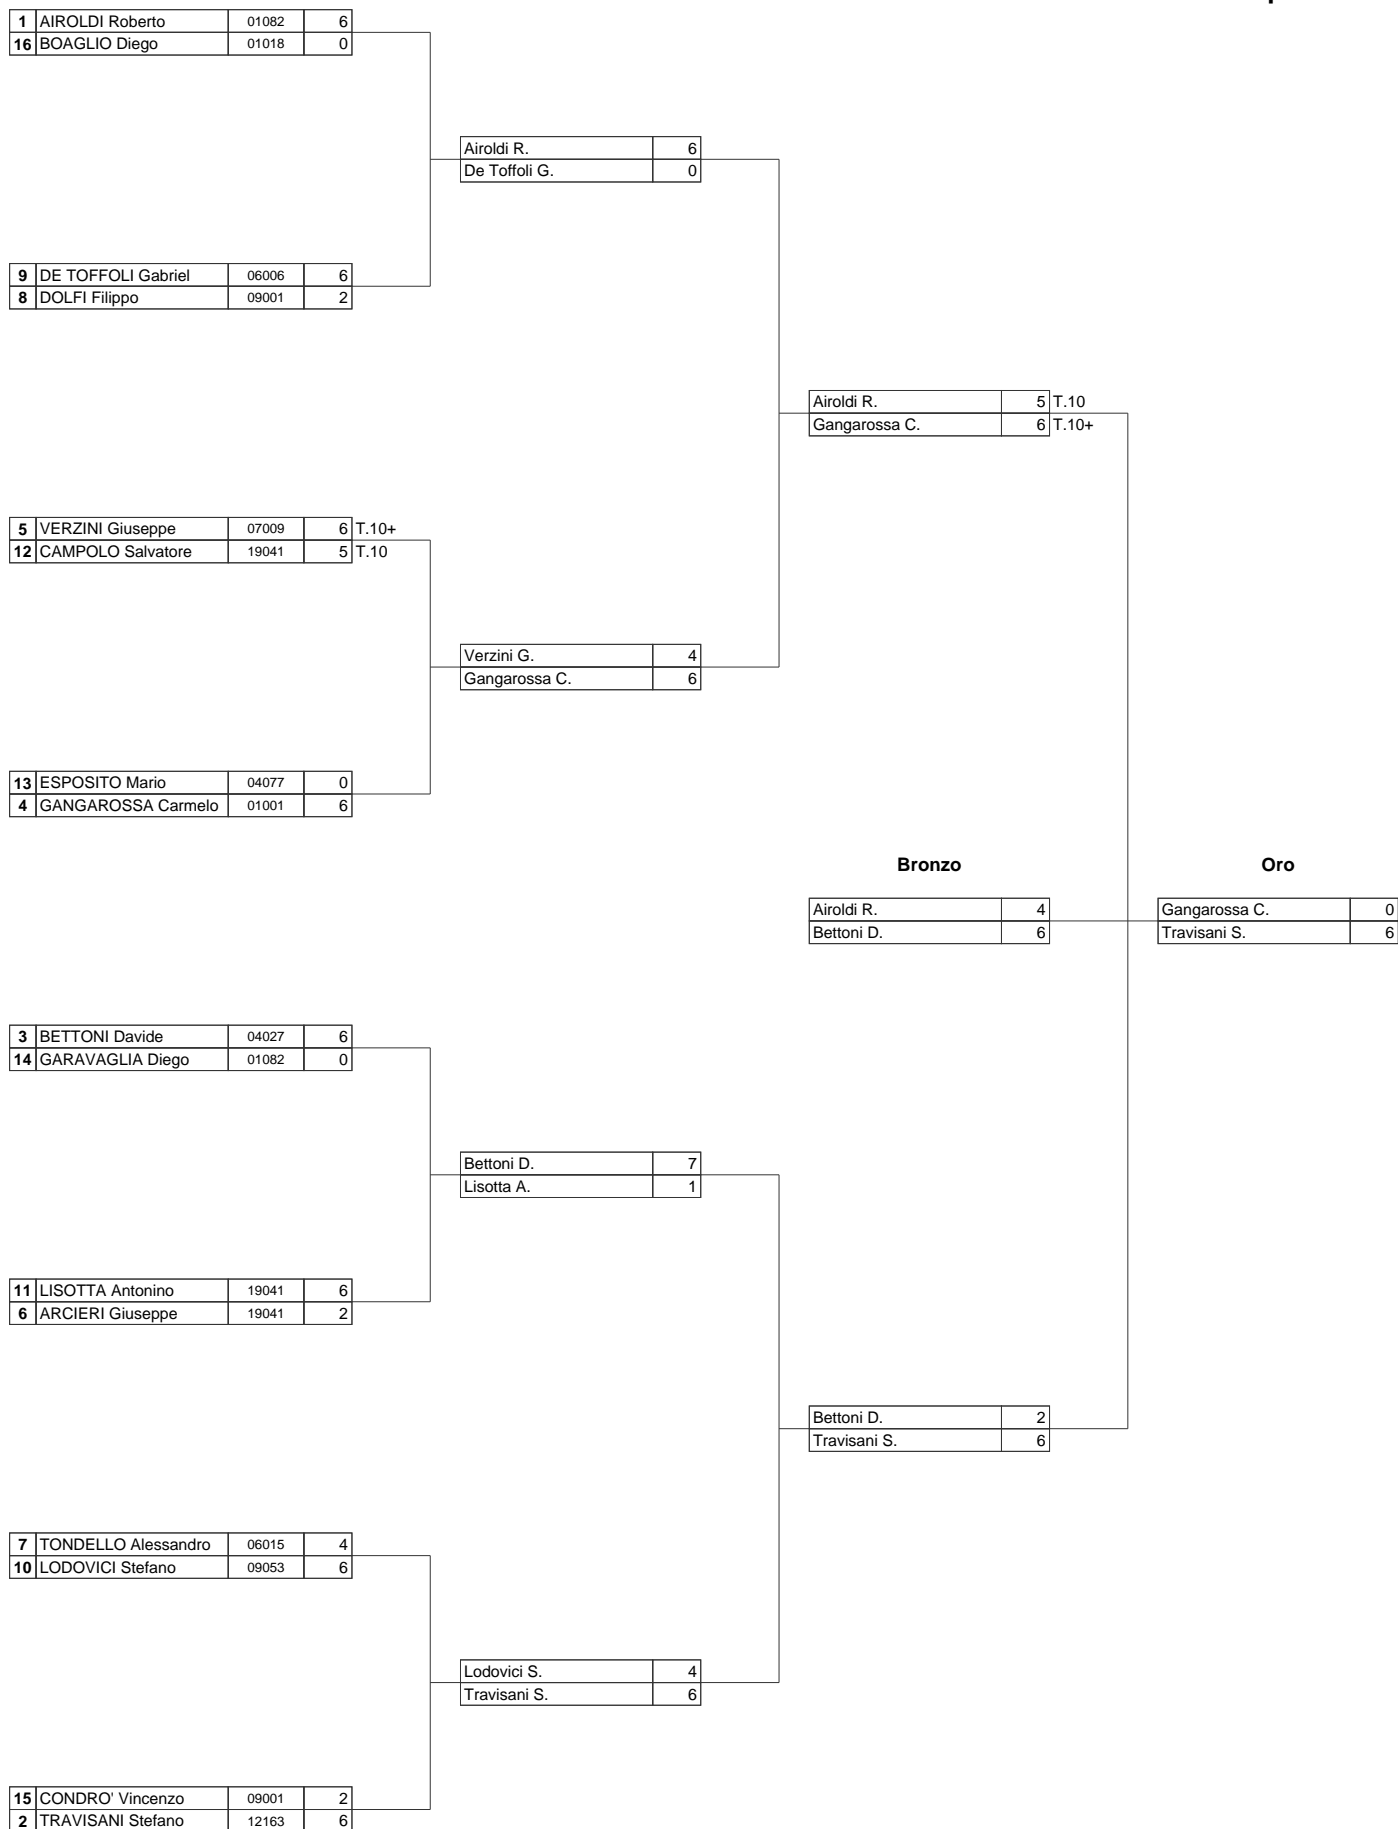 1 AIROLDI Roberto 01082 6
16 BOAGLIO Diego 01018 0
Airoldi R. 6
De Toffoli G. 0
9 DE TOFFOLI Gabriel 06006 6
8 DOLFI Filippo 09001 2
Airoldi R. 5 T.10
Gangarossa C. 6 T.10+
5 VERZINI Giuseppe 07009 6 T.10+
12 CAMPOLO Salvatore 19041 5 T.10
Verzini G. 4
Gangarossa C. 6
13 ESPOSITO Mario 04077 0
4 GANGAROSSA Carmelo 01001 6
Bronzo Oro
Airoldi R. 4 Gangarossa C. 0
Bettoni D. 6 Travisani S. 6
3 BETTONI Davide 04027 6
14 GARAVAGLIA Diego 01082 0
Bettoni D. 7
Lisotta A. 1
11 LISOTTA Antonino 19041 6
6 ARCIERI Giuseppe 19041 2
Bettoni D. 2
Travisani S. 6
7 TONDELLO Alessandro 06015 4
10 LODOVICI Stefano 09053 6
Lodovici S. 4
Travisani S. 6
15 CONDRO' Vincenzo 09001 2
2 TRAVISANI Stefano 12163 6